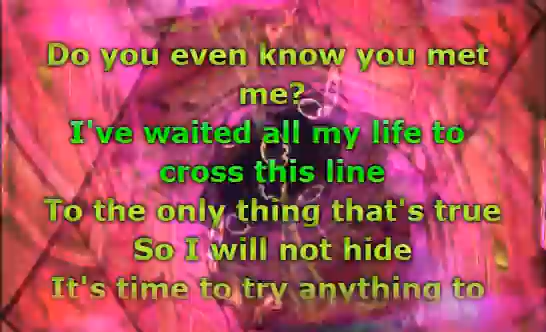 Do you even know you met
me?
I've waited all my life to
cross this line
To the only thing that's true
So I will not hide
It's time to try anything to